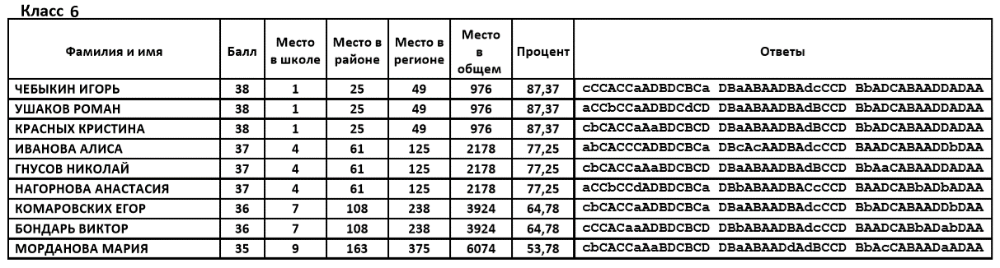 Класс 6
Фамилия и имя Балл Место в школе Место в районе Место в регионе Место в общем Процент Ответы
ЧЕБЫКИН ИГОРЬ 38 1 25 49 976 87,37 cCCACCaADBDCBCa DBaABAADBAdcCCD BbADCABAADDADAA
УШАКОВ РОМАН 38 1 25 49 976 87,37 aCCbCCaADBDCdCD DBaABAADBAdBCCD BbADCABAADDADAA
КРАСНЫХ КРИСТИНА 38 1 25 49 976 87,37 cbCACCaAaBDCBCD DBaABAADBAdBCCD BbADCABAADDADAA
ИВАНОВА АЛИСА 37 4 61 125 2178 77,25 abCACCCADBDCBCa DBcAcAADBAdcCCD BAADCABAADDbDAA
ГНУСОВ НИКОЛАЙ 37 4 61 125 2178 77,25 cbCACCaAaBDCBCD DBaABAADBAdBCCD BbAaCABAADDADAA
НАГОРНОВА АНАСТАСИЯ 37 4 61 125 2178 77,25 aCCbCCdADBDCBCD DBbABAADBACcCCD BAADCABbADbADAA
КОМАРОВСКИХ ЕГОР 36 7 108 238 3924 64,78 cbCACCaADBDCBCa DBaABAADBAdcCCD BbADCABAADDbDAA
БОНДАРЬ ВИКТОР 36 7 108 238 3924 64,78 cCCACaaADBDCBCD DBbABAADBAdcCCD BAADCABbADabDAA
МОРДАНОВА МАРИЯ 35 9 163 375 6074 53,78 cbCACCaAaBDCBCD DBaABAADdAdBCCD BbAcCABAADaADAA